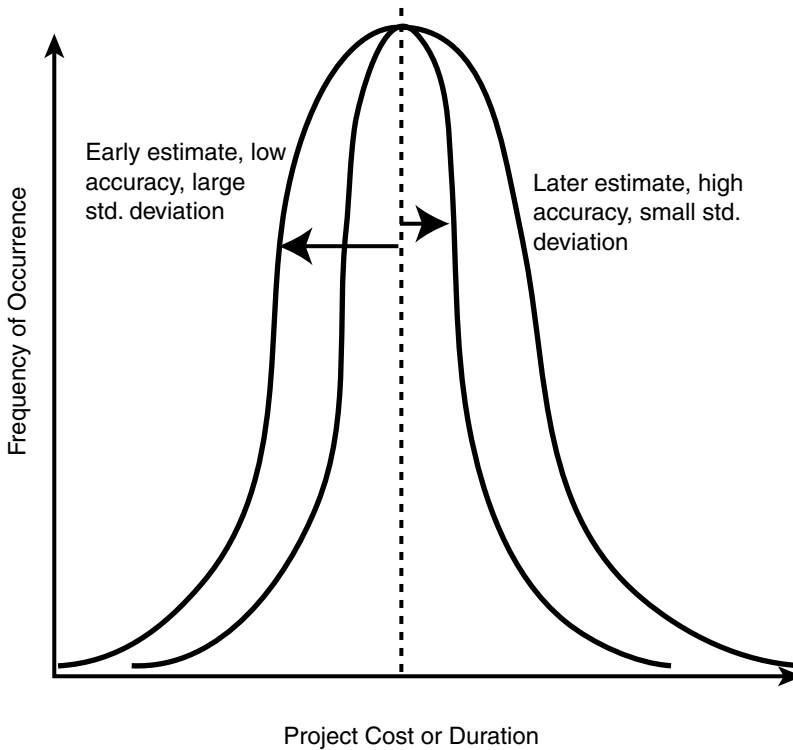 Early estimate, low
accuracy, large
std. deviation
Later estimate, high
accuracy, small std.
deviation
Frequency of Occurrence
Project Cost or Duration